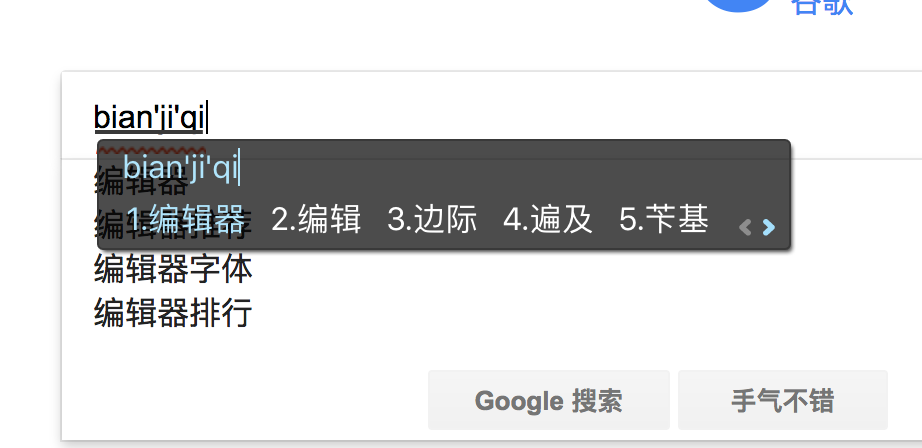 谷歌
bian'ji'qi
bian'ji'qi
编辑器
1.编辑器 2.编辑 3.边际 4.遍及 5.苄基
编辑器推荐
编辑器字体
编辑器排行
Google 搜索 手气不错